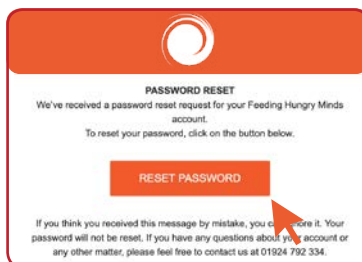 PASSWORD RESET
We've received a password reset request for your Feeding Hungry Minds
account.
To reset your password, click on the button below.
RESET PASSWORD
If you think you received this message by mistake, you can ignore it. Your
password will not be reset. If you have any questions about your account or
any other matter, please feel free to contact us at 01924 792 334.